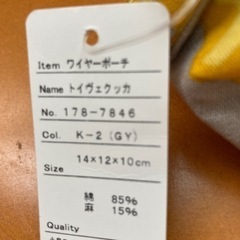 Item ワイヤーポーチ
Name トイヴェクッカ
No. 178-7846
Col. K-2(GY)
Size 14×12×10cm
綿 85%
麻 15%
Quality